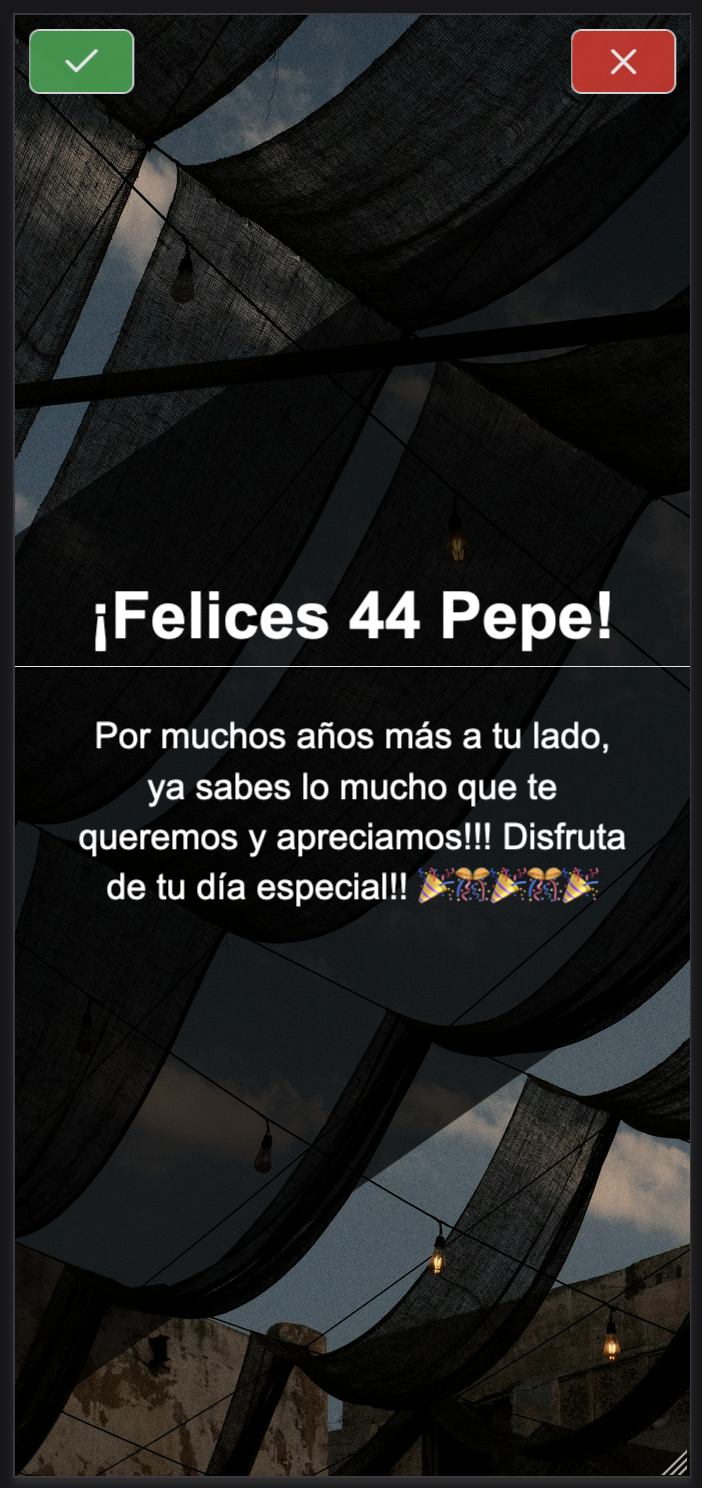 ¡Felices 44 Pepe!
Por muchos años más a tu lado,
ya sabes lo mucho que te
queremos y apreciamos!!! Disfruta
de tu día especial!! 🎉🎊🎉🎊🎉